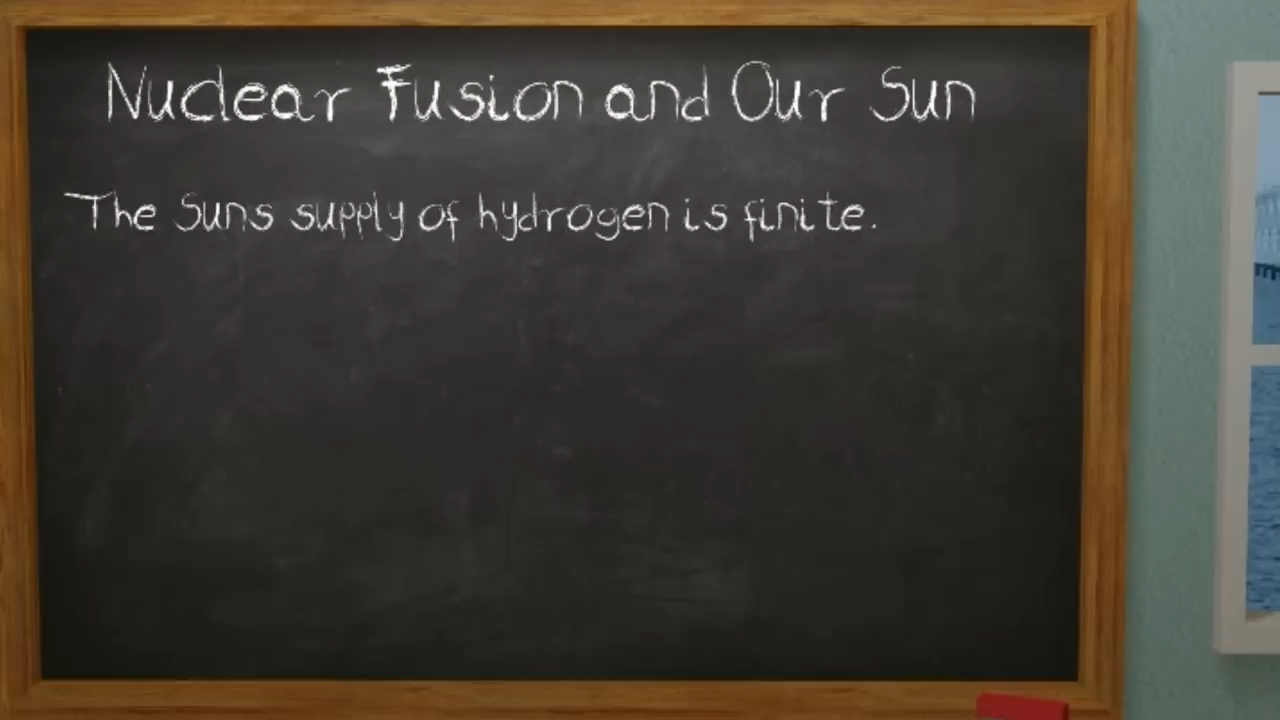 Nuclear Fusion and Our Sun
The Suns supply of hydrogen is finite.